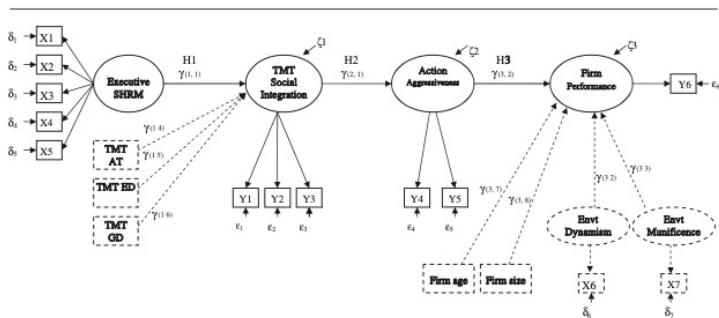 δ1 X1
δ2 X2
δ3 X3
δ4 X4
δ5 X5
Executive
SHRM
H1
γ(1, 1)
ζ1
TMT
Social
Integration
H2
γ(2, 1)
ζ2
Action
Aggressiveness
H3
γ(3, 2)
ζ3
Firm
Performance
Y6 ε6
TMT
AT
γ(1 4)
γ(1 5)
TMT ED
TMT
GD
γ(1 6)
Y1 Y2 Y3
ε1 ε2 ε3
Y4 Y5
ε4 ε5
γ(3, 7)
γ(3, 8)
γ(3 2)
γ(3 3)
Firm age Firm size
Envt
Dynamism
Envt
Munificence
X6 X7
δ6 δ7